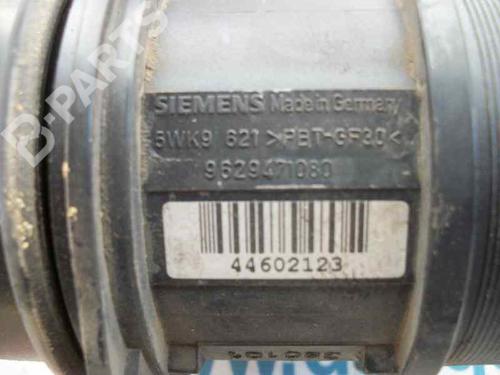 B-PARTS
SIEMENS Made in Germany
5WK9 621 >PBT-GF30<
9629471080
44602123